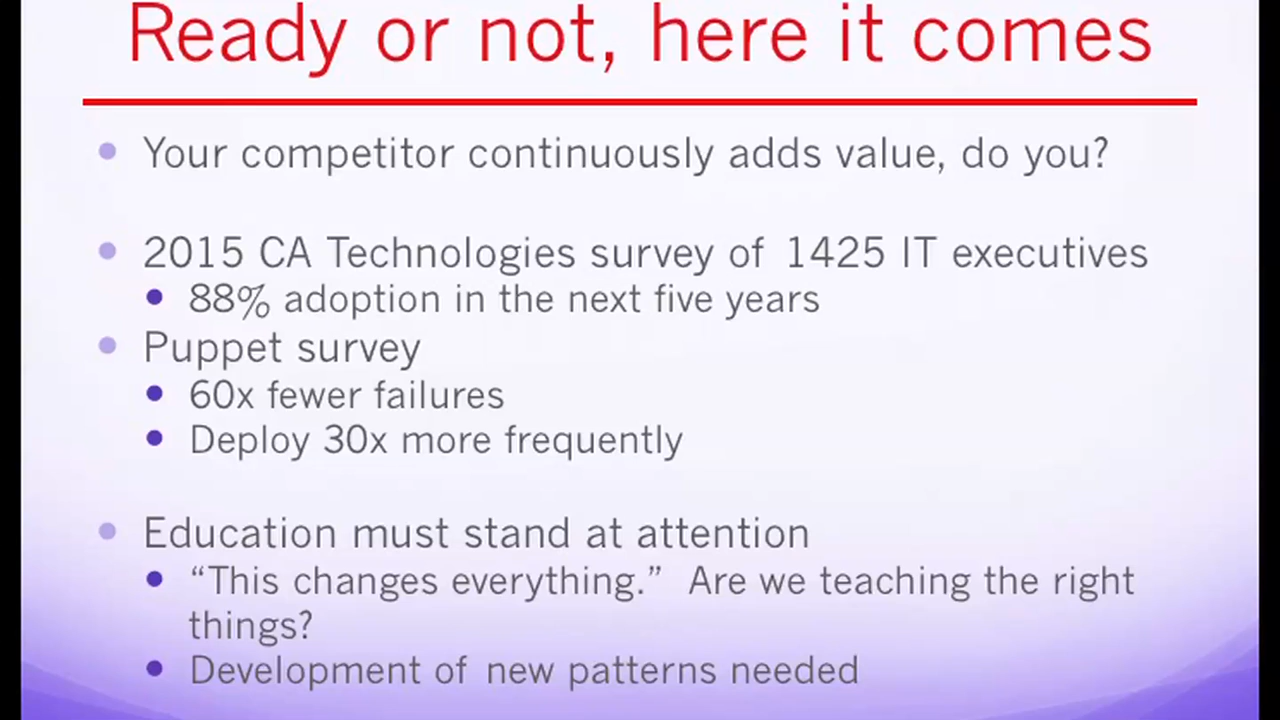 Ready or not, here it comes
Your competitor continuously adds value, do you?
2015 CA Technologies survey of 1425 IT executives
88% adoption in the next five years
Puppet survey
60x fewer failures
Deploy 30x more frequently
Education must stand at attention
“This changes everything.” Are we teaching the right
things?
Development of new patterns needed